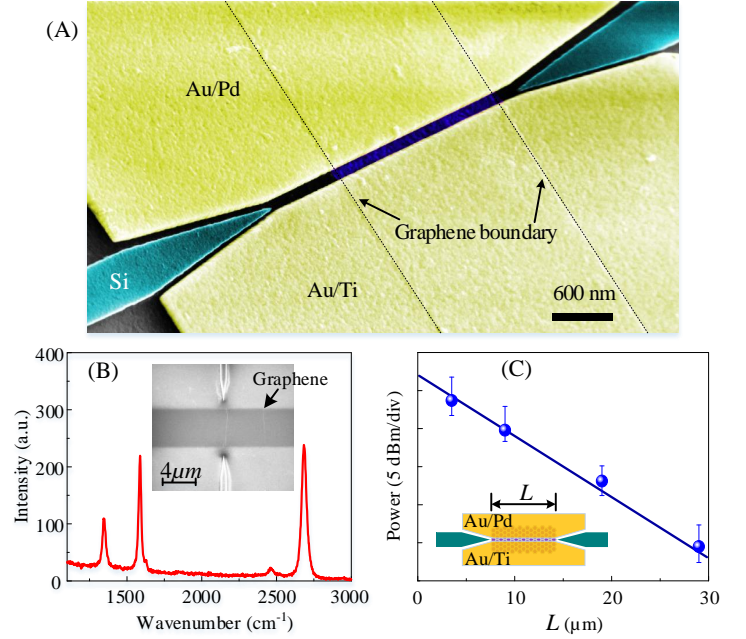 (A)
Au/Pd
Graphene boundary
Si
Au/Ti
600 nm
(B)
Graphene
4μm
Intensity (a.u.)
400
300
200
100
0
1500
2000
2500
3000
Wavenumber (cm⁻¹)
(C)
Power (5 dBm/div)
L
Au/Pd
Au/Ti
0
10
20
30
L (μm)